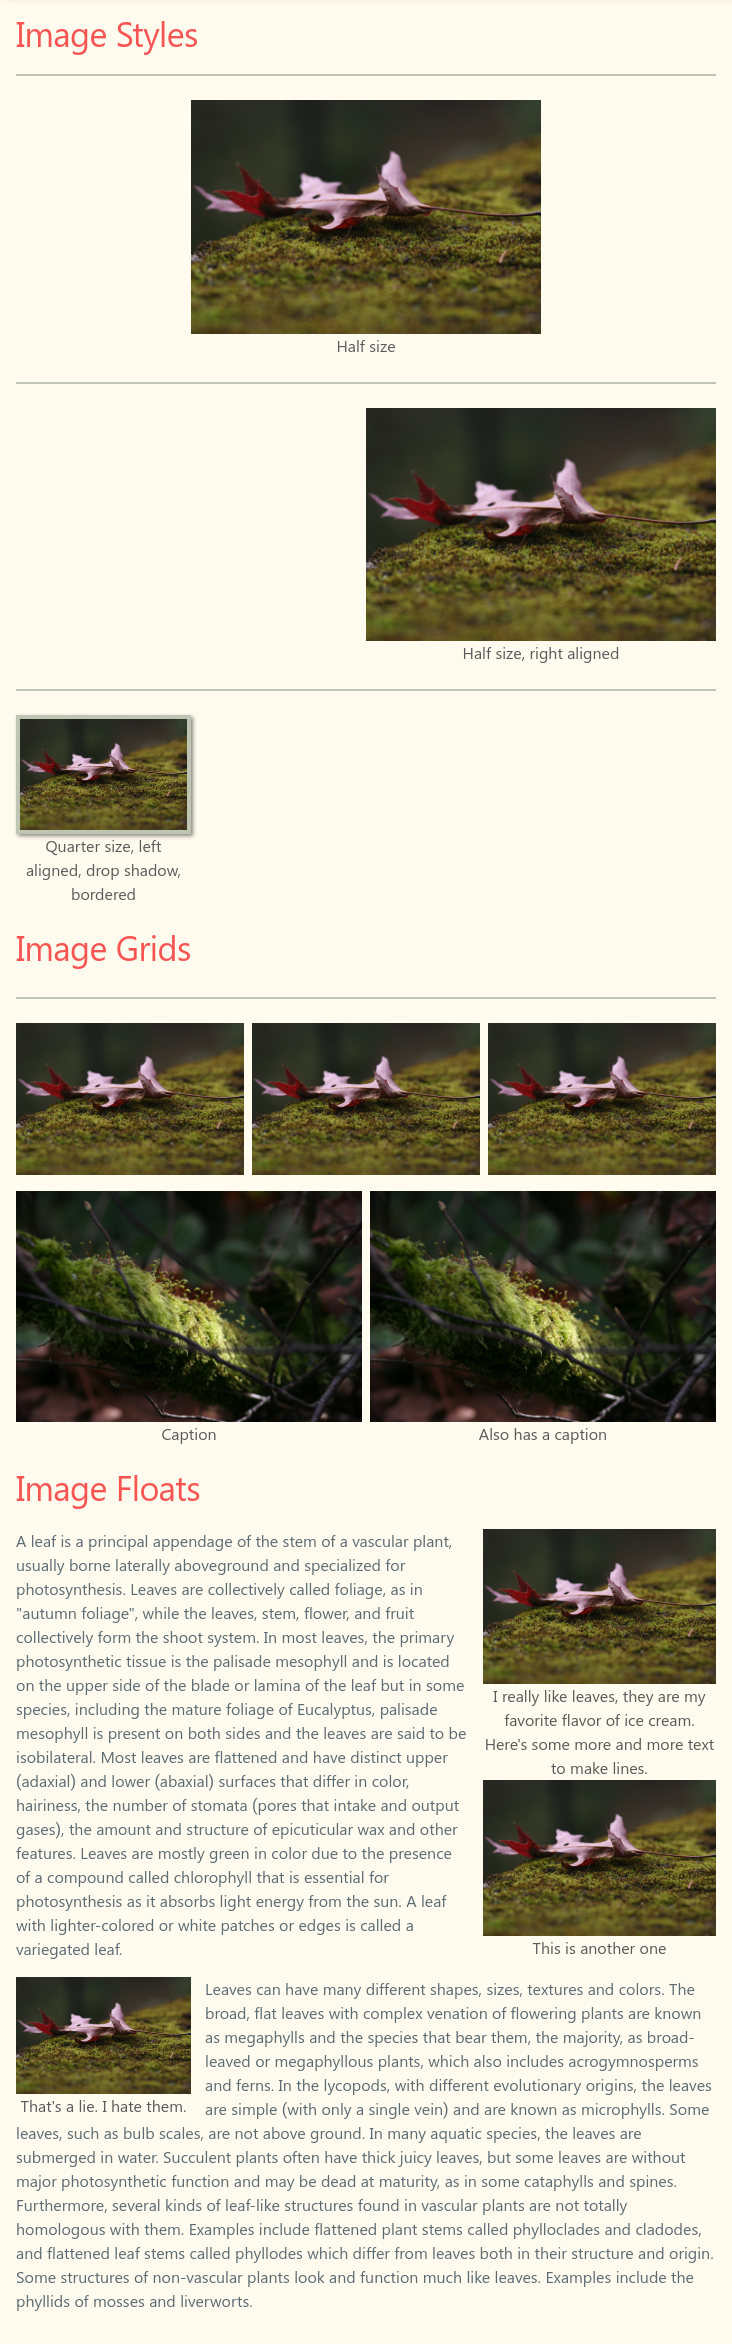 Image Styles
Half size
Half size, right aligned
Quarter size, left
aligned, drop shadow,
bordered
Image Grids
Caption
Also has a caption
Image Floats
A leaf is a principal appendage of the stem of a vascular plant,
usually borne laterally aboveground and specialized for
photosynthesis. Leaves are collectively called foliage, as in
"autumn foliage", while the leaves, stem, flower, and fruit
collectively form the shoot system. In most leaves, the primary
photosynthetic tissue is the palisade mesophyll and is located
on the upper side of the blade or lamina of the leaf but in some
species, including the mature foliage of Eucalyptus, palisade
mesophyll is present on both sides and the leaves are said to be
isobilateral. Most leaves are flattened and have distinct upper
(adaxial) and lower (abaxial) surfaces that differ in color,
hairiness, the number of stomata (pores that intake and output
gases), the amount and structure of epicuticular wax and other
features. Leaves are mostly green in color due to the presence
of a compound called chlorophyll that is essential for
photosynthesis as it absorbs light energy from the sun. A leaf
with lighter-colored or white patches or edges is called a
variegated leaf.
I really like leaves, they are my
favorite flavor of ice cream.
Here's some more and more text
to make lines.
This is another one
That's a lie. I hate them.
Leaves can have many different shapes, sizes, textures and colors. The
broad, flat leaves with complex venation of flowering plants are known
as megaphylls and the species that bear them, the majority, as broad-
leaved or megaphyllous plants, which also includes acrogymnosperms
and ferns. In the lycopods, with different evolutionary origins, the leaves
are simple (with only a single vein) and are known as microphylls. Some
leaves, such as bulb scales, are not above ground. In many aquatic species, the leaves are
submerged in water. Succulent plants often have thick juicy leaves, but some leaves are without
major photosynthetic function and may be dead at maturity, as in some cataphylls and spines.
Furthermore, several kinds of leaf-like structures found in vascular plants are not totally
homologous with them. Examples include flattened plant stems called phylloclades and cladodes,
and flattened leaf stems called phyllodes which differ from leaves both in their structure and origin.
Some structures of non-vascular plants look and function much like leaves. Examples include the
phyllids of mosses and liverworts.